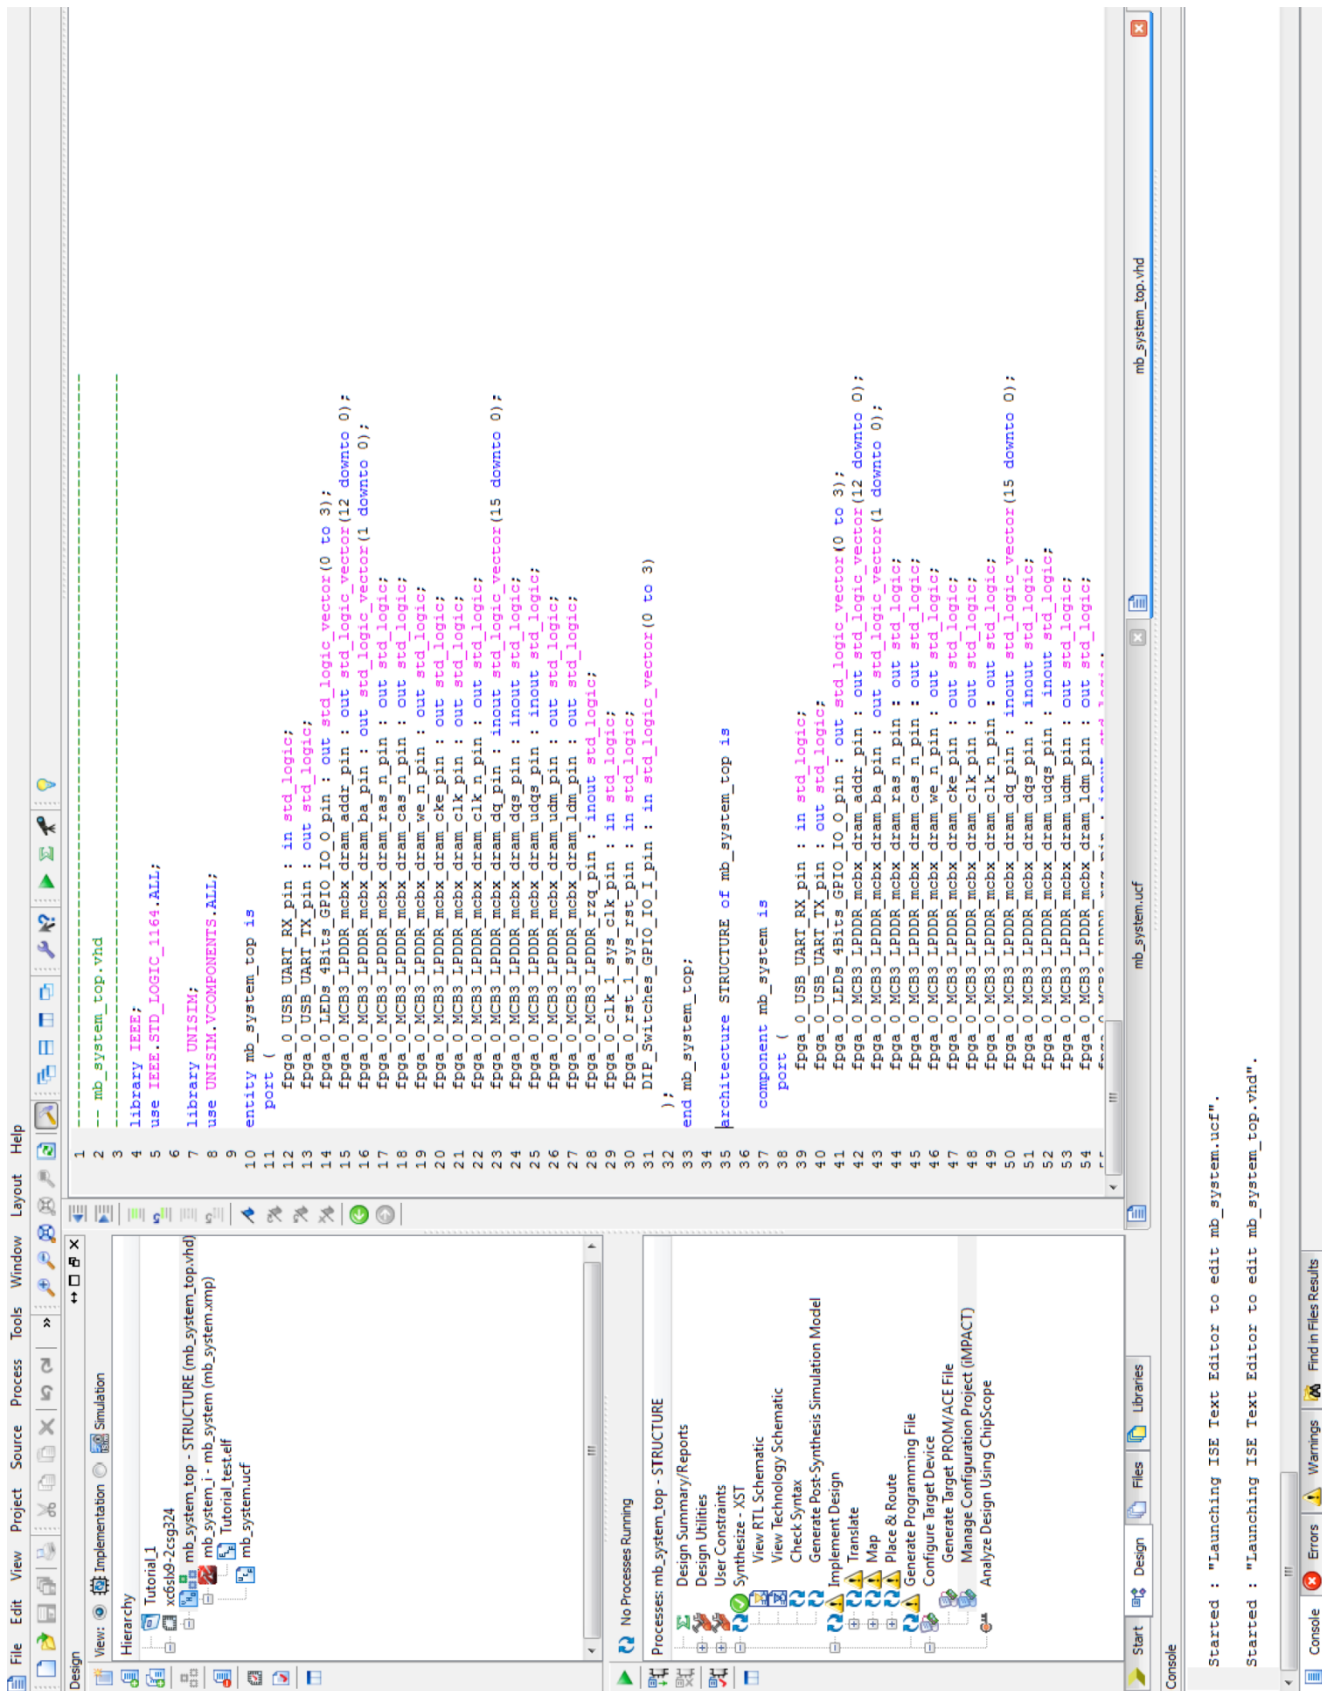 File Edit View Project Source Process Tools Window Layout Help
Design
View: Implementation Simulation
Hierarchy
Tutorial_1
xc6slx9-2csg324
mb_system_top - STRUCTURE (mb_system_top.vhd)
mb_system_i - mb_system (mb_system.xmp)
Tutorial_test.elf
mb_system.ucf
No Processes Running
Processes: mb_system_top - STRUCTURE
Design Summary/Reports
Design Utilities
User Constraints
Synthesize - XST
View RTL Schematic
View Technology Schematic
Check Syntax
Generate Post-Synthesis Simulation Model
Implement Design
Translate
Map
Place & Route
Generate Programming File
Configure Target Device
Generate Target PROM/ACE File
Manage Configuration Project (iMPACT)
Analyze Design Using ChipScope
Start Design Files Libraries
1 ----------------------------------------------------------------
2 -- mb_system_top.vhd
3 ----------------------------------------------------------------
4 library IEEE;
5 use IEEE.STD_LOGIC_1164.ALL;
6
7 library UNISIM;
8 use UNISIM.VCOMPONENTS.ALL;
9
10 entity mb_system_top is
11 port (
12 fpga_0_USB_UART_RX_pin : in std_logic;
13 fpga_0_USB_UART_TX_pin : out std_logic;
14 fpga_0_LEDs_4Bits_GPIO_IO_O_pin : out std_logic_vector(0 to 3);
15 fpga_0_MCB3_LPDDR_mcbx_dram_addr_pin : out std_logic_vector(12 downto 0);
16 fpga_0_MCB3_LPDDR_mcbx_dram_ba_pin : out std_logic_vector(1 downto 0);
17 fpga_0_MCB3_LPDDR_mcbx_dram_ras_n_pin : out std_logic;
18 fpga_0_MCB3_LPDDR_mcbx_dram_cas_n_pin : out std_logic;
19 fpga_0_MCB3_LPDDR_mcbx_dram_we_n_pin : out std_logic;
20 fpga_0_MCB3_LPDDR_mcbx_dram_cke_pin : out std_logic;
21 fpga_0_MCB3_LPDDR_mcbx_dram_clk_pin : out std_logic;
22 fpga_0_MCB3_LPDDR_mcbx_dram_clk_n_pin : out std_logic;
23 fpga_0_MCB3_LPDDR_mcbx_dram_dq_pin : inout std_logic_vector(15 downto 0);
24 fpga_0_MCB3_LPDDR_mcbx_dram_dqs_pin : inout std_logic;
25 fpga_0_MCB3_LPDDR_mcbx_dram_udqs_pin : inout std_logic;
26 fpga_0_MCB3_LPDDR_mcbx_dram_udm_pin : out std_logic;
27 fpga_0_MCB3_LPDDR_mcbx_dram_ldm_pin : out std_logic;
28 fpga_0_MCB3_LPDDR_rzq_pin : inout std_logic;
29 fpga_0_clk_1_sys_clk_pin : in std_logic;
30 fpga_0_rst_1_sys_rst_pin : in std_logic;
31 DIP_Switches_GPIO_IO_I_pin : in std_logic_vector(0 to 3)
32 );
33 end mb_system_top;
34
35 architecture STRUCTURE of mb_system_top is
36
37 component mb_system is
38 port (
39 fpga_0_USB_UART_RX_pin : in std_logic;
40 fpga_0_USB_UART_TX_pin : out std_logic;
41 fpga_0_LEDs_4Bits_GPIO_IO_O_pin : out std_logic_vector(0 to 3);
42 fpga_0_MCB3_LPDDR_mcbx_dram_addr_pin : out std_logic_vector(12 downto 0);
43 fpga_0_MCB3_LPDDR_mcbx_dram_ba_pin : out std_logic_vector(1 downto 0);
44 fpga_0_MCB3_LPDDR_mcbx_dram_ras_n_pin : out std_logic;
45 fpga_0_MCB3_LPDDR_mcbx_dram_cas_n_pin : out std_logic;
46 fpga_0_MCB3_LPDDR_mcbx_dram_we_n_pin : out std_logic;
47 fpga_0_MCB3_LPDDR_mcbx_dram_cke_pin : out std_logic;
48 fpga_0_MCB3_LPDDR_mcbx_dram_clk_pin : out std_logic;
49 fpga_0_MCB3_LPDDR_mcbx_dram_clk_n_pin : out std_logic;
50 fpga_0_MCB3_LPDDR_mcbx_dram_dq_pin : inout std_logic_vector(15 downto 0);
51 fpga_0_MCB3_LPDDR_mcbx_dram_dqs_pin : inout std_logic;
52 fpga_0_MCB3_LPDDR_mcbx_dram_udqs_pin : inout std_logic;
53 fpga_0_MCB3_LPDDR_mcbx_dram_udm_pin : out std_logic;
54 fpga_0_MCB3_LPDDR_mcbx_dram_ldm_pin : out std_logic;
mb_system.ucf mb_system_top.vhd
Console
Started : "Launching ISE Text Editor to edit mb_system.ucf".
Started : "Launching ISE Text Editor to edit mb_system_top.vhd".
Console Errors Warnings Find in Files Results